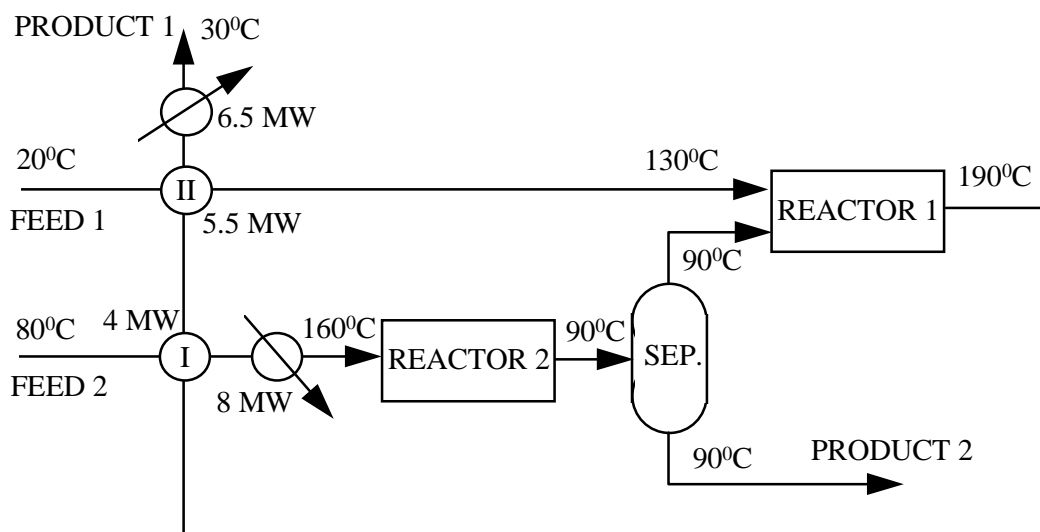 PRODUCT 1
30⁰C
6.5 MW
20⁰C
130⁰C
190⁰C
II
REACTOR 1
FEED 1
5.5 MW
90⁰C
4 MW
80⁰C
160⁰C
90⁰C
I
REACTOR 2
SEP.
FEED 2
8 MW
90⁰C
PRODUCT 2